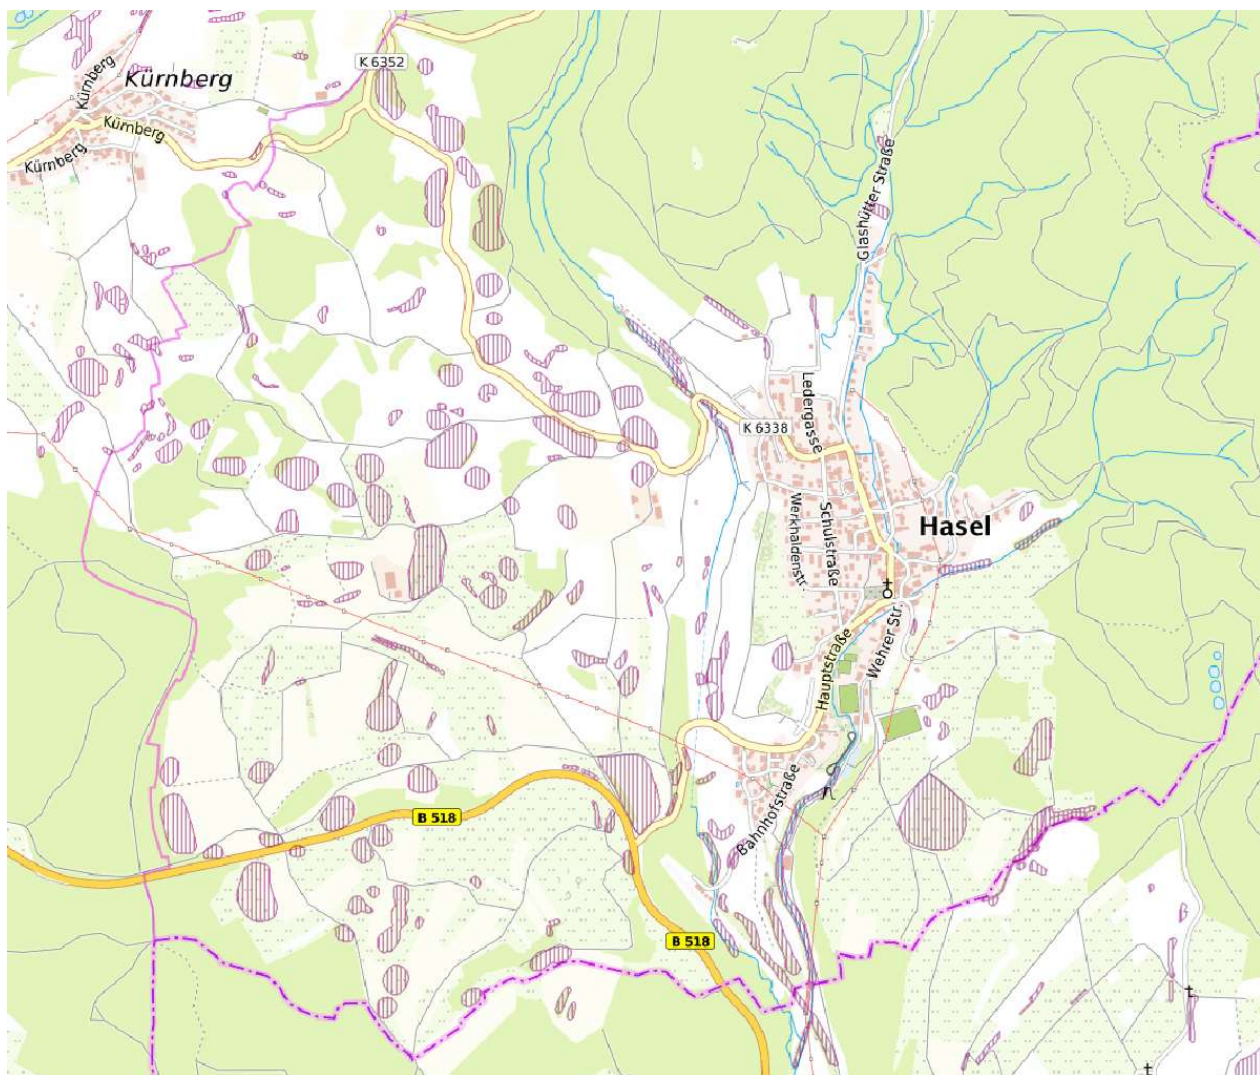 K 6352
Kürnberg
Kürnberg
Kürnberg
Kürnberg
Glashütter Straße
Ledergasse
K 6338
Werkhaldenstr.
Schulstraße
Hasel
Hauptstraße
Wehrer Str.
Bahnhofstraße
B 518
B 518